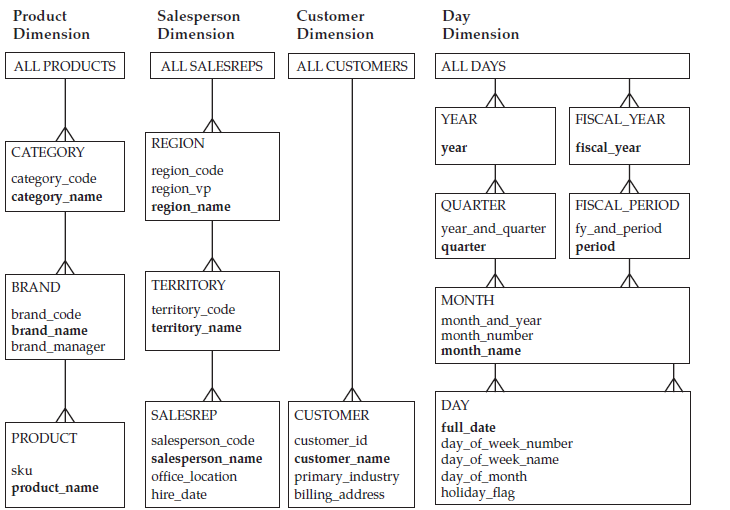 Product
Dimension
ALL PRODUCTS
CATEGORY
category_code
category_name
BRAND
brand_code
brand_name
brand_manager
PRODUCT
sku
product_name
Salesperson
Dimension
ALL SALESREPS
REGION
region_code
region_vp
region_name
TERRITORY
territory_code
territory_name
SALESREP
salesperson_code
salesperson_name
office_location
hire_date
Customer
Dimension
ALL CUSTOMERS
CUSTOMER
customer_id
customer_name
primary_industry
billing_address
Day
Dimension
ALL DAYS
YEAR
year
QUARTER
year_and_quarter
quarter
FISCAL_YEAR
fiscal_year
FISCAL_PERIOD
fy_and_period
period
MONTH
month_and_year
month_number
month_name
DAY
full_date
day_of_week_number
day_of_week_name
day_of_month
holiday_flag